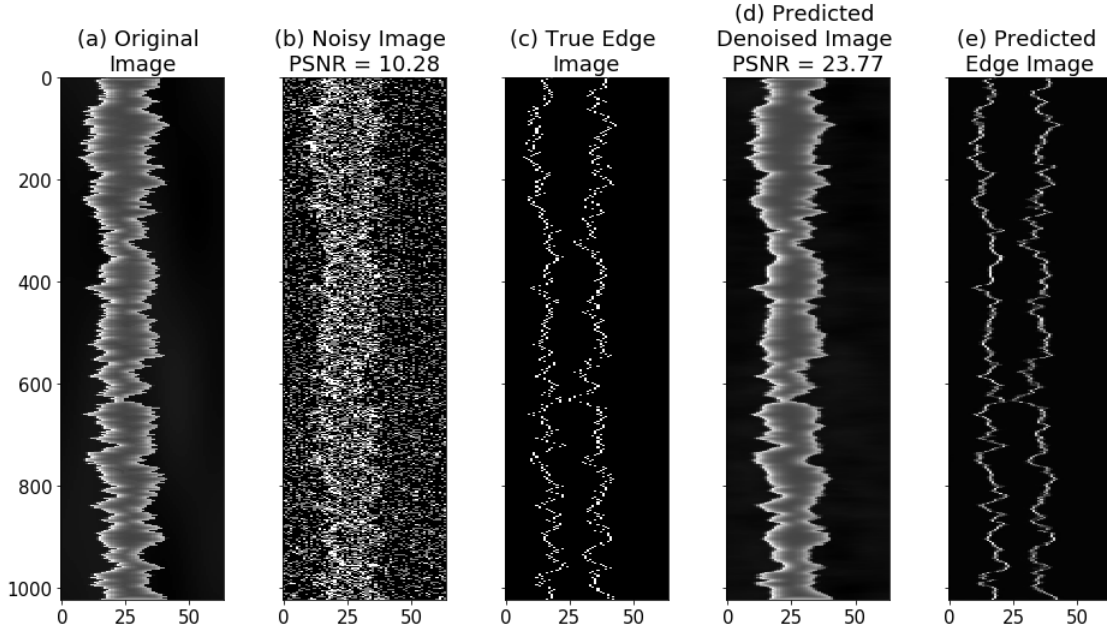 (a) Original
Image
(b) Noisy Image
PSNR = 10.28
(c) True Edge
Image
(d) Predicted
Denoised Image
PSNR = 23.77
(e) Predicted
Edge Image
0
200
400
600
800
1000
0 25 50
0 25 50
0 25 50
0 25 50
0 25 50